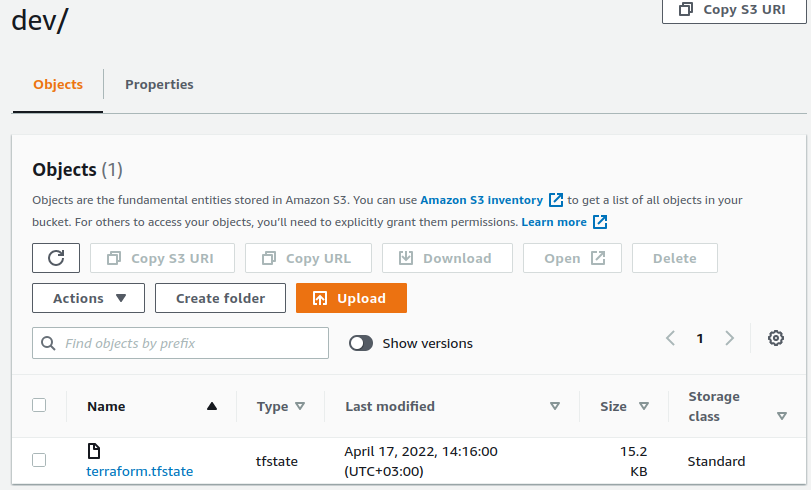 dev/
Copy S3 URI
Objects
Properties
Objects (1)
Objects are the fundamental entities stored in Amazon S3. You can use Amazon S3 inventory to get a list of all objects in your
bucket. For others to access your objects, you'll need to explicitly grant them permissions. Learn more
Copy S3 URI
Copy URL
Download
Open
Delete
Actions
Create folder
Upload
Find objects by prefix
Show versions
1
Name
Type
Last modified
Size
Storage
class
terraform.tfstate
tfstate
April 17, 2022, 14:16:00
(UTC+03:00)
15.2
KB
Standard